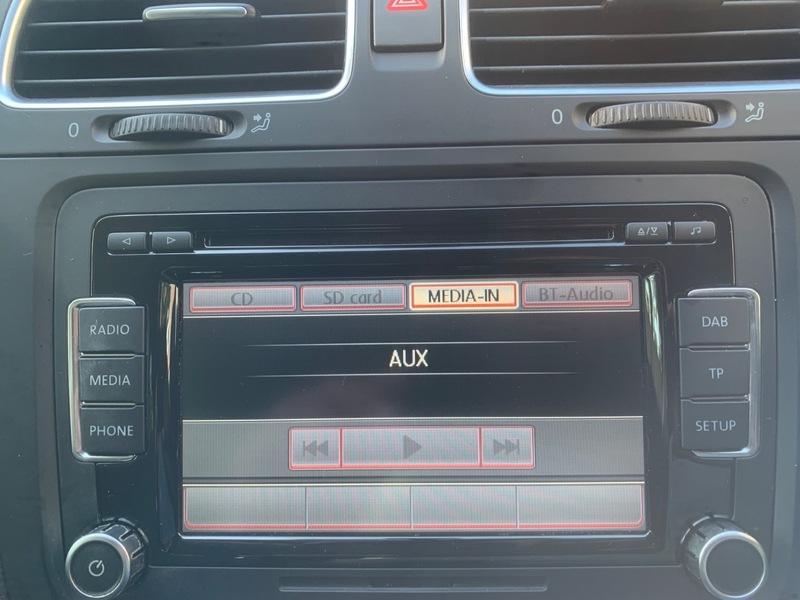 0
0
CD SD card MEDIA-IN BT-Audio
RADIO
MEDIA
PHONE
AUX
DAB
TP
SETUP